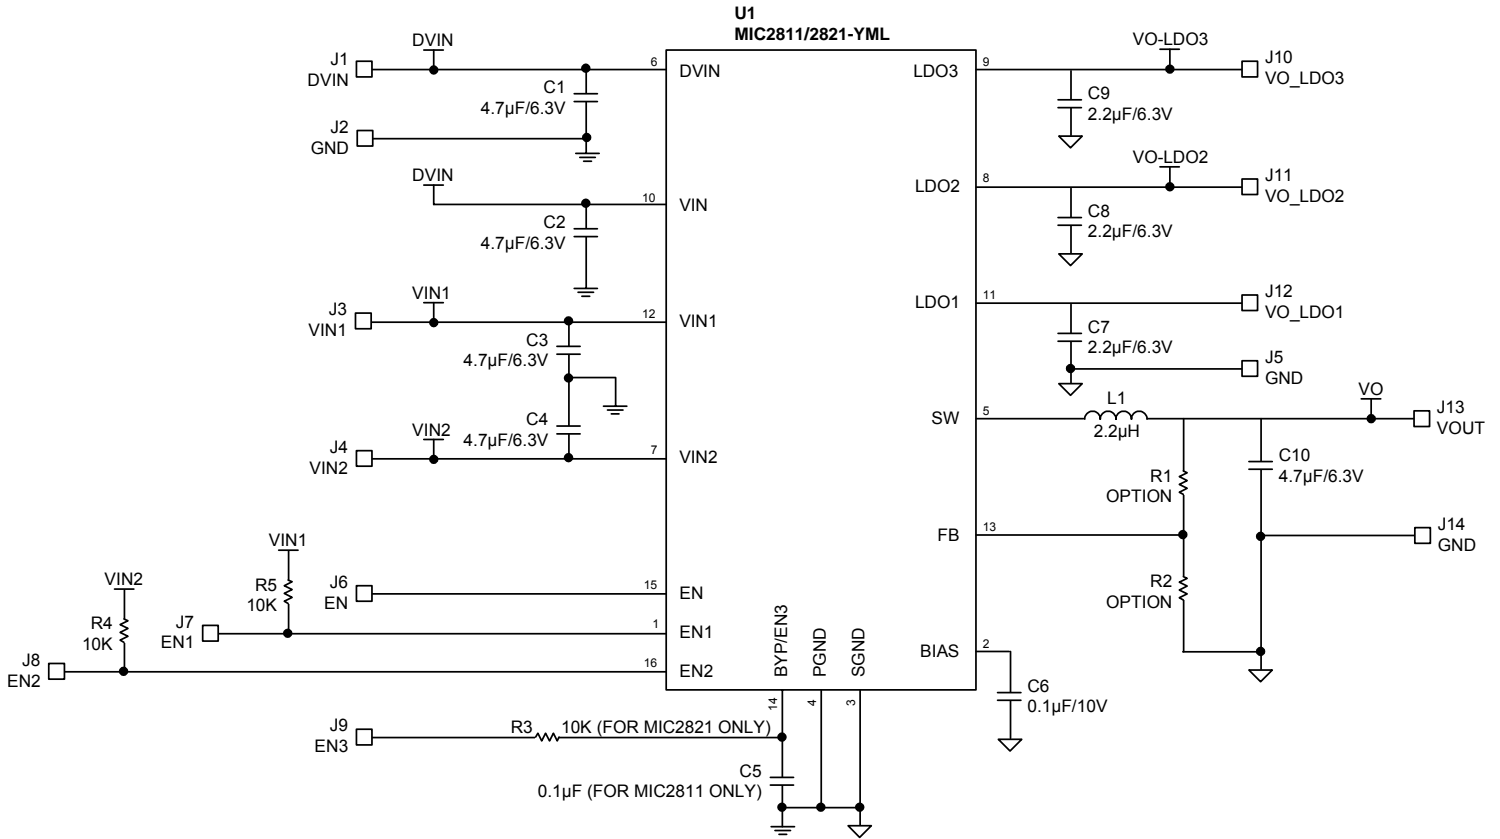 U1
MIC2811/2821-YML
DVIN
J1
DVIN
C1
4.7µF/6.3V
6
DVIN
J2
GND
DVIN
10
VIN
C2
4.7µF/6.3V
VIN1
J3
VIN1
12
VIN1
C3
4.7µF/6.3V
C4
4.7µF/6.3V
VIN2
J4
VIN2
7
VIN2
VIN1
R5
10K
VIN2
R4
10K
J6
EN
15
EN
J7
EN1
1
EN1
J8
EN2
16
EN2
J9
EN3
R3
10K (FOR MIC2821 ONLY)
C5
0.1µF (FOR MIC2811 ONLY)
BYP/EN3
PGND
SGND
14
4
3
LDO3
9
VO-LDO3
J10
VO_LDO3
C9
2.2µF/6.3V
LDO2
8
VO-LDO2
J11
VO_LDO2
C8
2.2µF/6.3V
LDO1
11
J12
VO_LDO1
C7
2.2µF/6.3V
J5
GND
SW
5
L1
2.2µH
VO
J13
VOUT
R1
OPTION
C10
4.7µF/6.3V
FB
13
J14
GND
R2
OPTION
BIAS
2
C6
0.1µF/10V